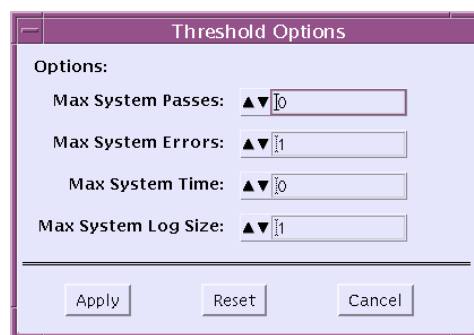 Threshold Options
Options:
Max System Passes: 0
Max System Errors: 1
Max System Time: 0
Max System Log Size: 1
Apply Reset Cancel